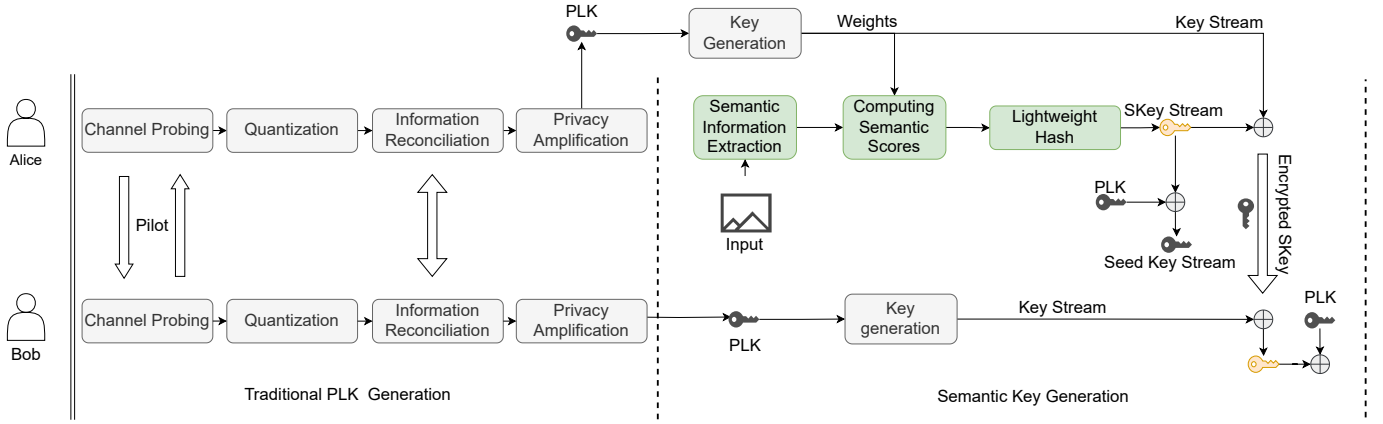 PLK
Key
Generation
Weights
Key Stream
Alice
Channel Probing
Quantization
Information
Reconciliation
Privacy
Amplification
Semantic
Information
Extraction
Computing
Semantic
Scores
Lightweight
Hash
SKey Stream
Pilot
Input
PLK
Seed Key Stream
Encrypted SKey
Bob
Channel Probing
Quantization
Information
Reconciliation
Privacy
Amplification
PLK
Key
generation
Key Stream
PLK
Traditional PLK Generation
Semantic Key Generation